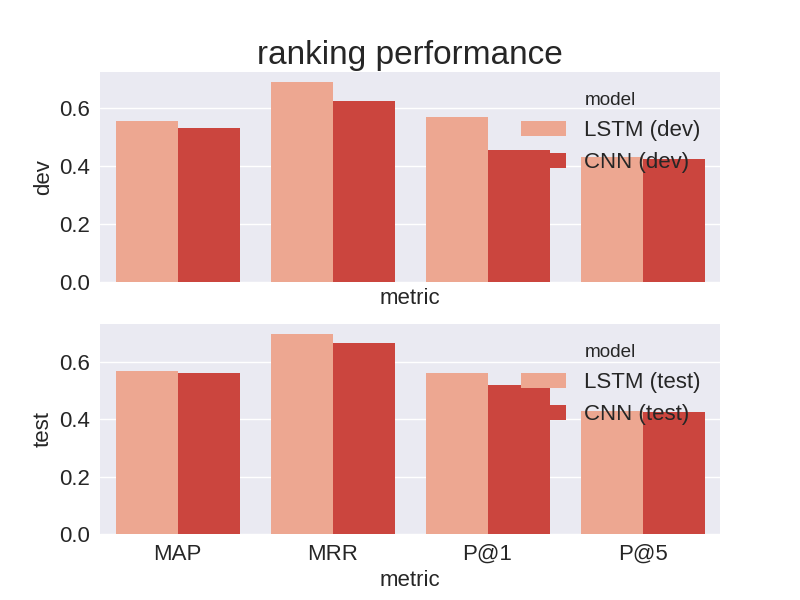 ranking performance
model
LSTM (dev)
CNN (dev)
0.6
0.4
0.2
0.0
dev
metric
model
LSTM (test)
CNN (test)
0.6
0.4
0.2
0.0
test
MAP MRR P@1 P@5
metric